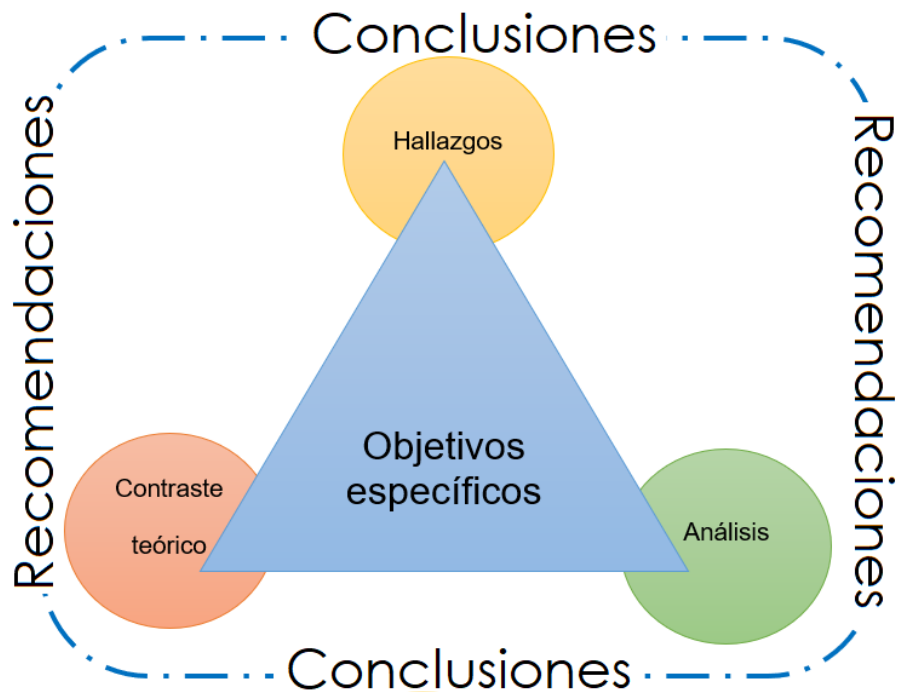 Conclusiones
Recomendaciones
Hallazgos
Recomendaciones
Objetivos
específicos
Contraste
teórico
Análisis
Conclusiones